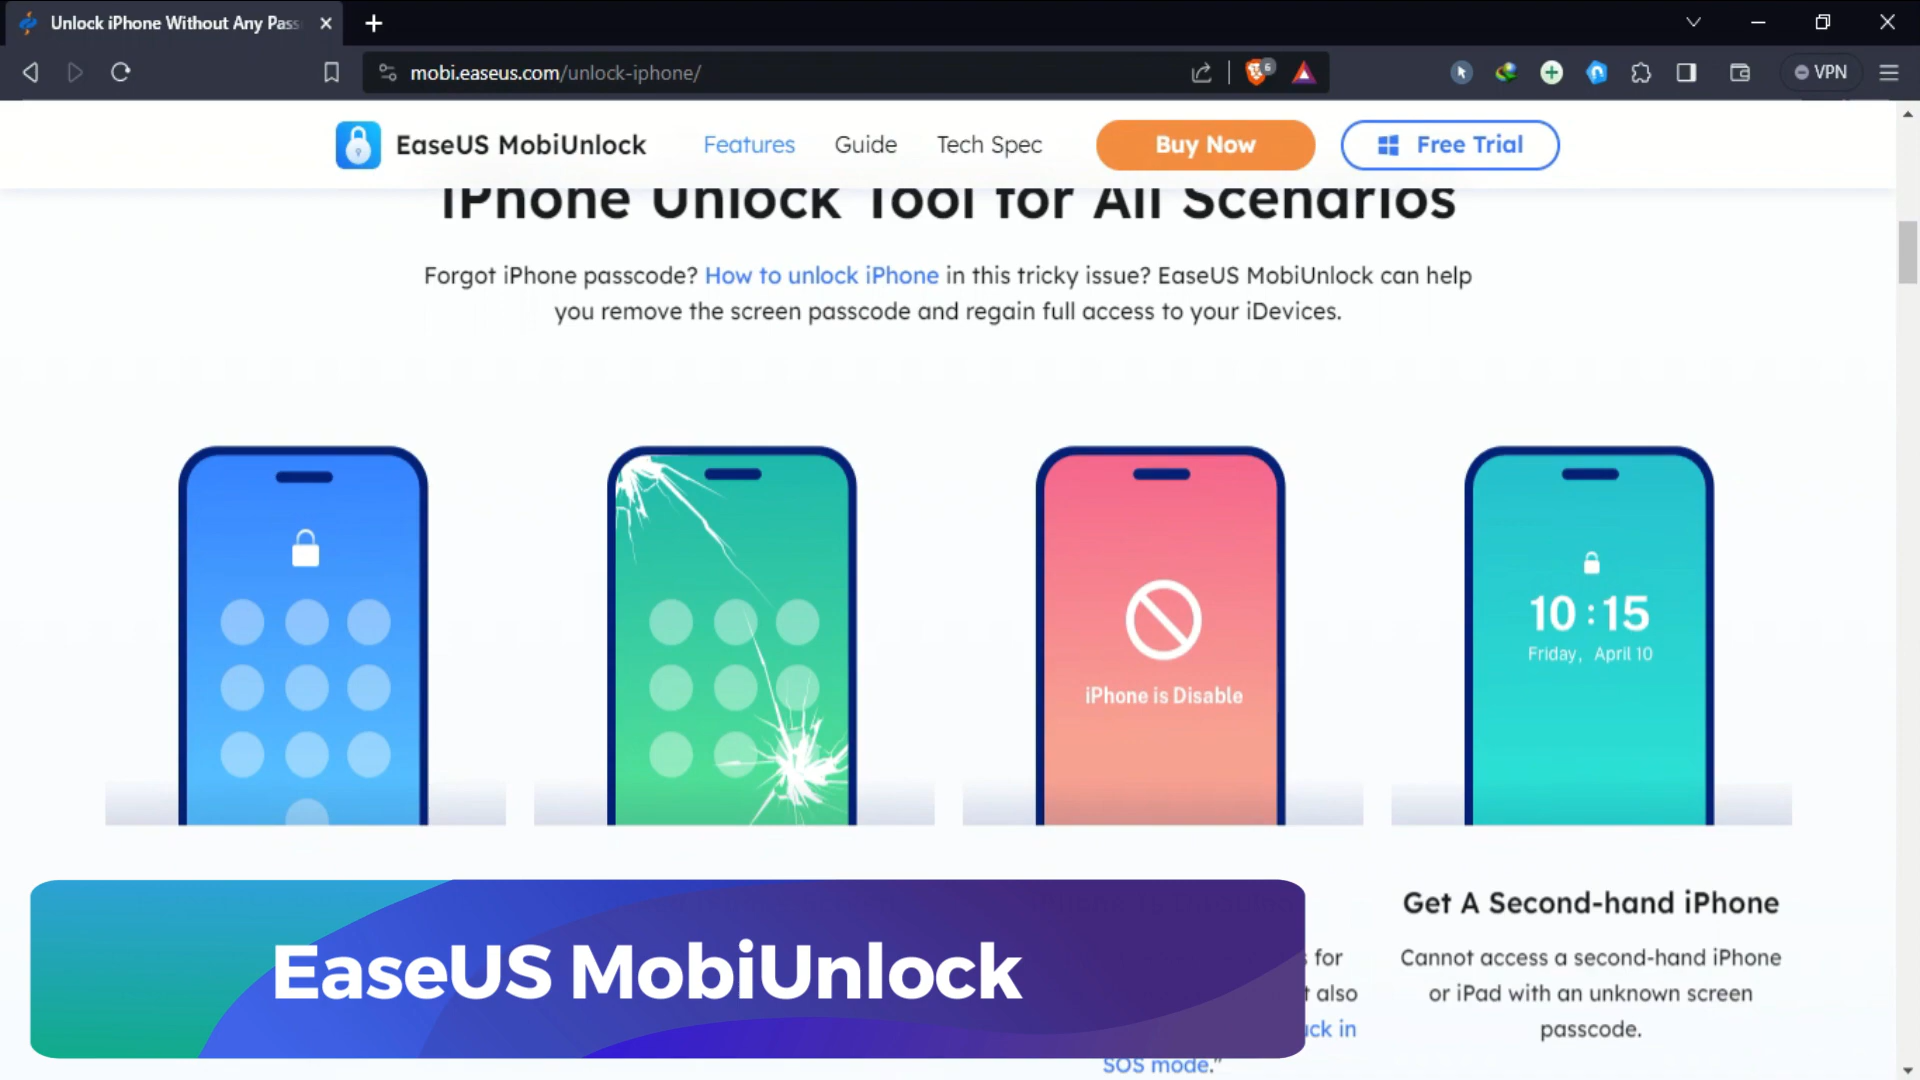 Unlock iPhone Without Any Pass
mobi.easeus.com/unlock-iphone/
6
VPN
EaseUS MobiUnlock
Features
Guide
Tech Spec
Buy Now
Free Trial
iPhone Unlock Tool for All Scenarios
Forgot iPhone passcode? How to unlock iPhone in this tricky issue? EaseUS MobiUnlock can help
you remove the screen passcode and regain full access to your iDevices.
iPhone is Disable
10:15
Friday, April 10
Get A Second-hand iPhone
Cannot access a second-hand iPhone
or iPad with an unknown screen
passcode.
for
also
in
SOS mode."
EaseUS MobiUnlock